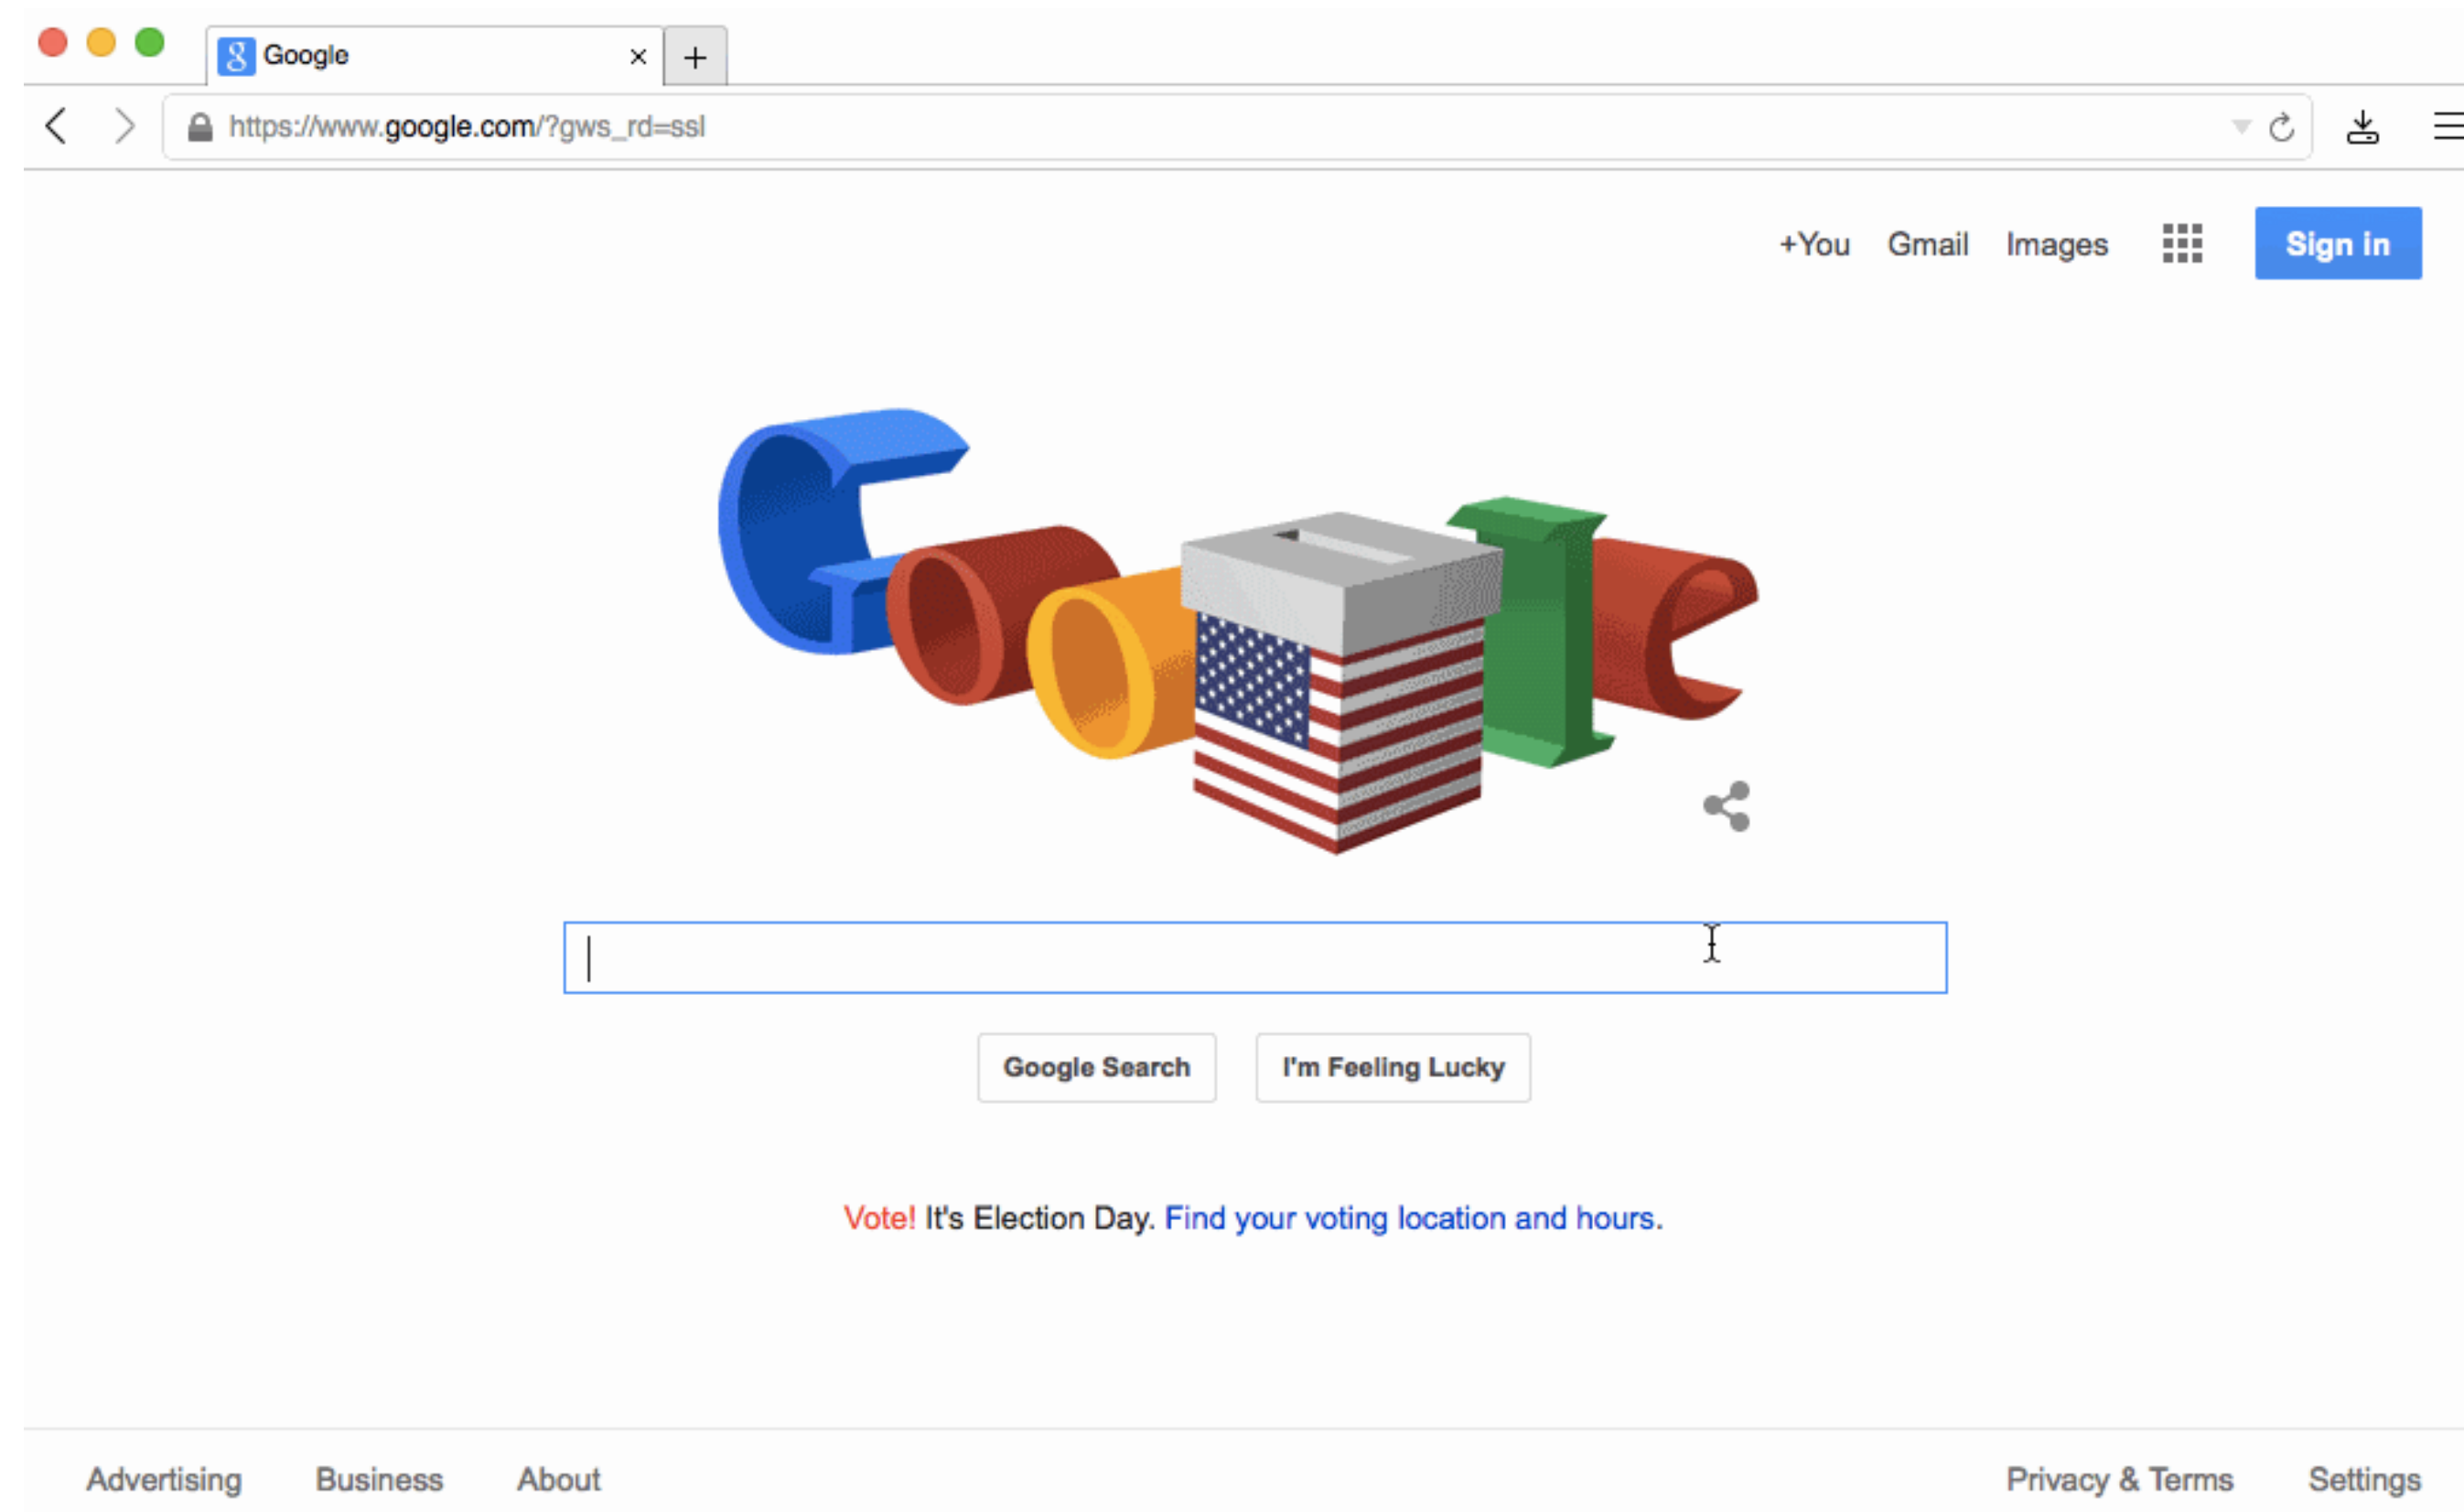 Google
https://www.google.com/?gws_rd=ssl
+You Gmail Images Sign in
Google
Google Search I'm Feeling Lucky
Vote! It's Election Day. Find your voting location and hours.
Advertising Business About Privacy & Terms Settings